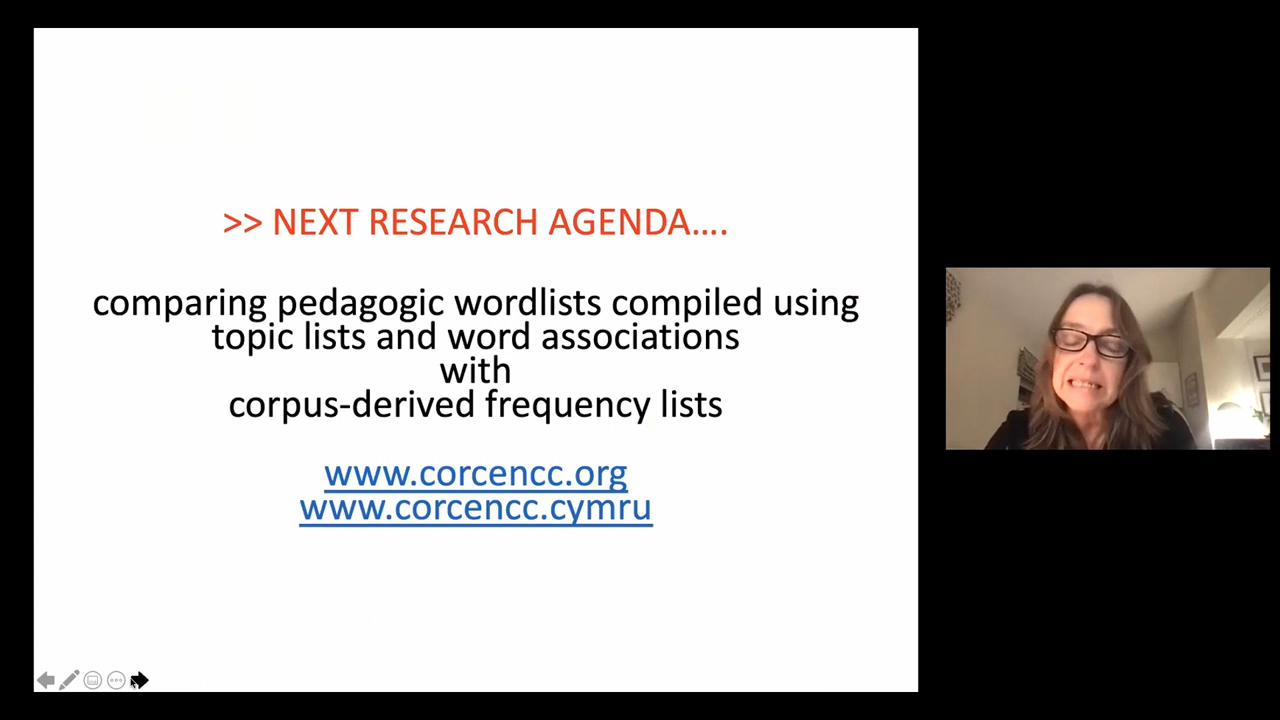 >> NEXT RESEARCH AGENDA....
comparing pedagogic wordlists compiled using
topic lists and word associations
with
corpus-derived frequency lists
www.corcencc.org
www.corcencc.cymru